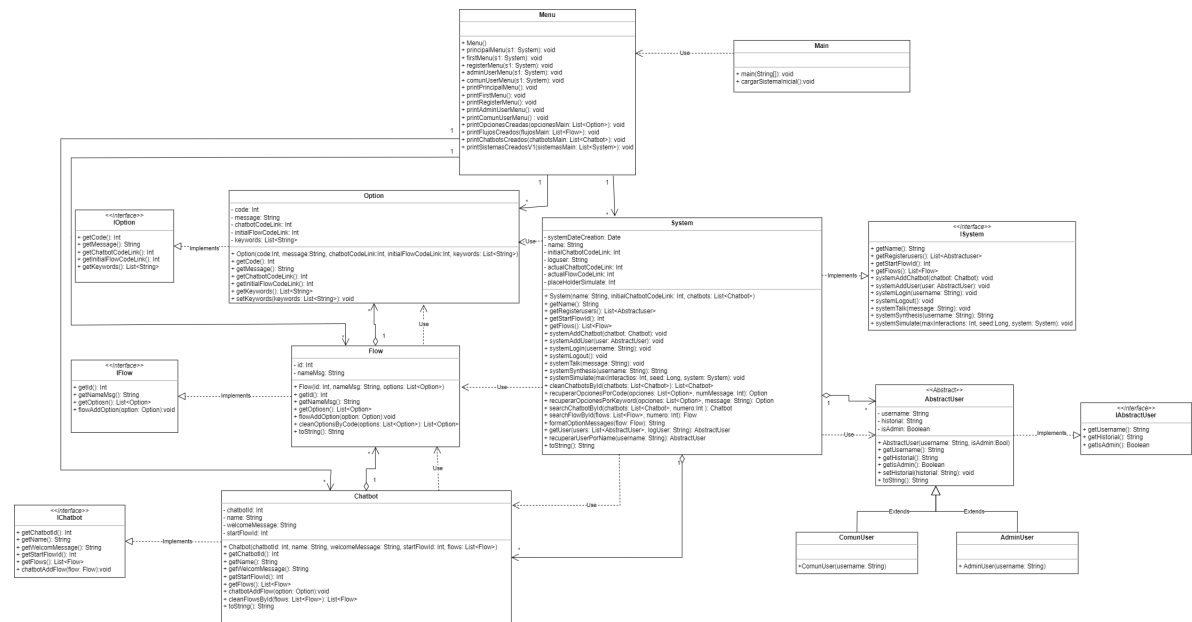 Menu
+ Menu()
+ principalMenu(s1: System): void
+ firstMenu(s1: System): void
+ registerMenu(s1: System): void
+ adminUserMenu(s1: System): void
+ comunUserMenu(s1: System): void
+ printPrincipalMenu(): void
+ printFirstMenu(): void
+ printRegisterMenu(): void
+ printAdminUserMenu(): void
+ printComunUserMenu() : void
+ printOpcionesCreadas(opcionesMain: List<Option>): void
+ printFlujosCreados(flujosMain: List<Flow>): void
+ printChatbotsCreados(chatbotsMain: List<Chatbot>): void
+ printSistemasCreadosV1(sistemasMain: List<System>): void
Use
Main
+ main(String[]): void
+ cargarSistemaInicial():void
1
1
1
1
*
*
<<Interface>>
IOption
+ getCode(): Int
+ getMessage(): String
+ getChatbotCodeLink(): Int
+ getInitialFlowCodeLink(): Int
+ getKeywords(): List<String>
Implements
Option
- code: Int
- message: String
- chatbotCodeLink: Int
- initialFlowCodeLink: Int
- keywords: List<String>
+ Option(code:Int, message:String, chatbotCodeLink:Int, initialFlowCodeLink:Int, keywords: List<String>)
+ getCode(): Int
+ getMessage(): String
+ getChatbotCodeLink(): Int
+ getInitialFlowCodeLink(): Int
+ getKeywords(): List<String>
+ setKeywords(keywords: List<String>): void
Use
System
- systemDateCreation: Date
- name: String
- initialChatbotCodeLink: Int
- loguser: String
- actualChatbotCodeLink: Int
- actualFlowCodeLink: Int
- placeHolderSimulate: Int
+ System(name: String, initialChatbotCodeLink: Int, chatbots: List<Chatbot>)
+ getName(): String
+ getRegisterusers(): List<Abstractuser>
+ getStartFlowId(): Int
+ getFlows(): List<Flow>
+ systemAddChatbot(chatbot: Chatbot): void
+ systemAddUser(user: AbstractUser): void
+ systemLogin(username: String): void
+ systemLogout(): void
+ systemTalk(message: String): void
+ systemSynthesis(username: String): String
+ systemSimulate(maxInteractios: Int, seed: Long, system: System): void
+ cleanChatbotsById(chatbots: List<Chatbot>): List<Chatbot>
+ recuperarOpcionesPorCode(opciones: List<Option>, numMessage: Int): Option
+ recuperarOpcionesPorKeyword(opciones: List<Option>, message: String): Option
+ searchChatbotById(chatbots: List<Chatbot>, numero:Int ): Chatbot
+ searchFlowById(flows: List<Flow>, numero: Int): Flow
+ formatOptionMessages(flow: Flow): String
+ getUser(users: List<AbstractUser>, logUser: String): AbstractUser
+ recuperarUserPorName(username: String): AbstractUser
+ toString(): String
Implements
<<Interface>>
ISystem
+ getName(): String
+ getRegisterusers(): List<Abstractuser>
+ getStartFlowId(): Int
+ getFlows(): List<Flow>
+ systemAddChatbot(chatbot: Chatbot): void
+ systemAddUser(user: AbstractUser): void
+ systemLogin(username: String): void
+ systemLogout(): void
+ systemTalk(message: String): void
+ systemSynthesis(username: String): String
+ systemSimulate(maxInteractions: Int, seed:Long, system: System): void
*
1
Use
*
<<Interface>>
IFlow
+ getId(): Int
+ getNameMsg(): String
+ getOptiosn(): List<Option>
+ flowAddOption(option: Option):void
Implements
Flow
- id: Int
- nameMsg: String
+ Flow(id: Int, nameMsg: String, options: List<Option>)
+ getId(): Int
+ getNameMsg(): String
+ getOptiosn(): List<Option>
+ flowAddOption(option: Option):void
+ cleanOptionsByCode(options: List<Option>): List<Option>
+ toString(): String
Use
1
*
Use
<<Abstract>>
AbstractUser
- username: String
- historial: String
- isAdmin: Boolean
+ AbstractUser(username: String, isAdmin:Bool)
+ getUsername(): String
+ getHistorial(): String
+ getIsAdmin(): Boolean
+ setHistorial(historial: String): void
+ toString(): String
Implements
<<Interface>>
IAbstractUser
+ getUsername(): String
+ getHistorial(): String
+ getIsAdmin(): Boolean
*
1
Use
*
1
Use
Extends
Extends
<<Interface>>
IChatbot
+ getChatbotId(): Int
+ getName(): String
+ getWelcomMessage(): String
+ getStartFlowId(): Int
+ getFlows(): List<Flow>
+ chatbotAddFlow(flow: Flow):void
Implements
Chatbot
- chatbotId: Int
- name: String
- welcomeMessage: String
- startFlowId: Int
+ Chatbot(chatbotId: Int, name: String, welcomeMessage: String, startFlowId: Int, flows: List<Flow>)
+ getChatbotId(): Int
+ getName(): String
+ getWelcomMessage(): String
+ getStartFlowId(): Int
+ getFlows(): List<Flow>
+ chatbotAddFlow(option: Option):void
+ cleanFlowsById(flows: List<Flow>): List<Flow>
+ toString(): String
*
ComunUser
+ComunUser(username: String)
AdminUser
+ AdminUser(username: String)